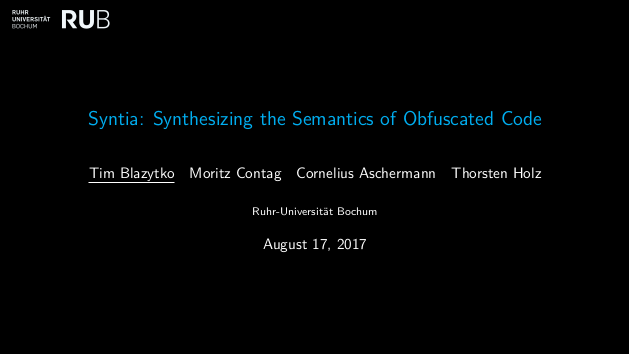 RUHR
UNIVERSITÄT
BOCHUM
RUB
Syntia: Synthesizing the Semantics of Obfuscated Code
Tim Blazytko Moritz Contag Cornelius Aschermann Thorsten Holz
Ruhr-Universität Bochum
August 17, 2017